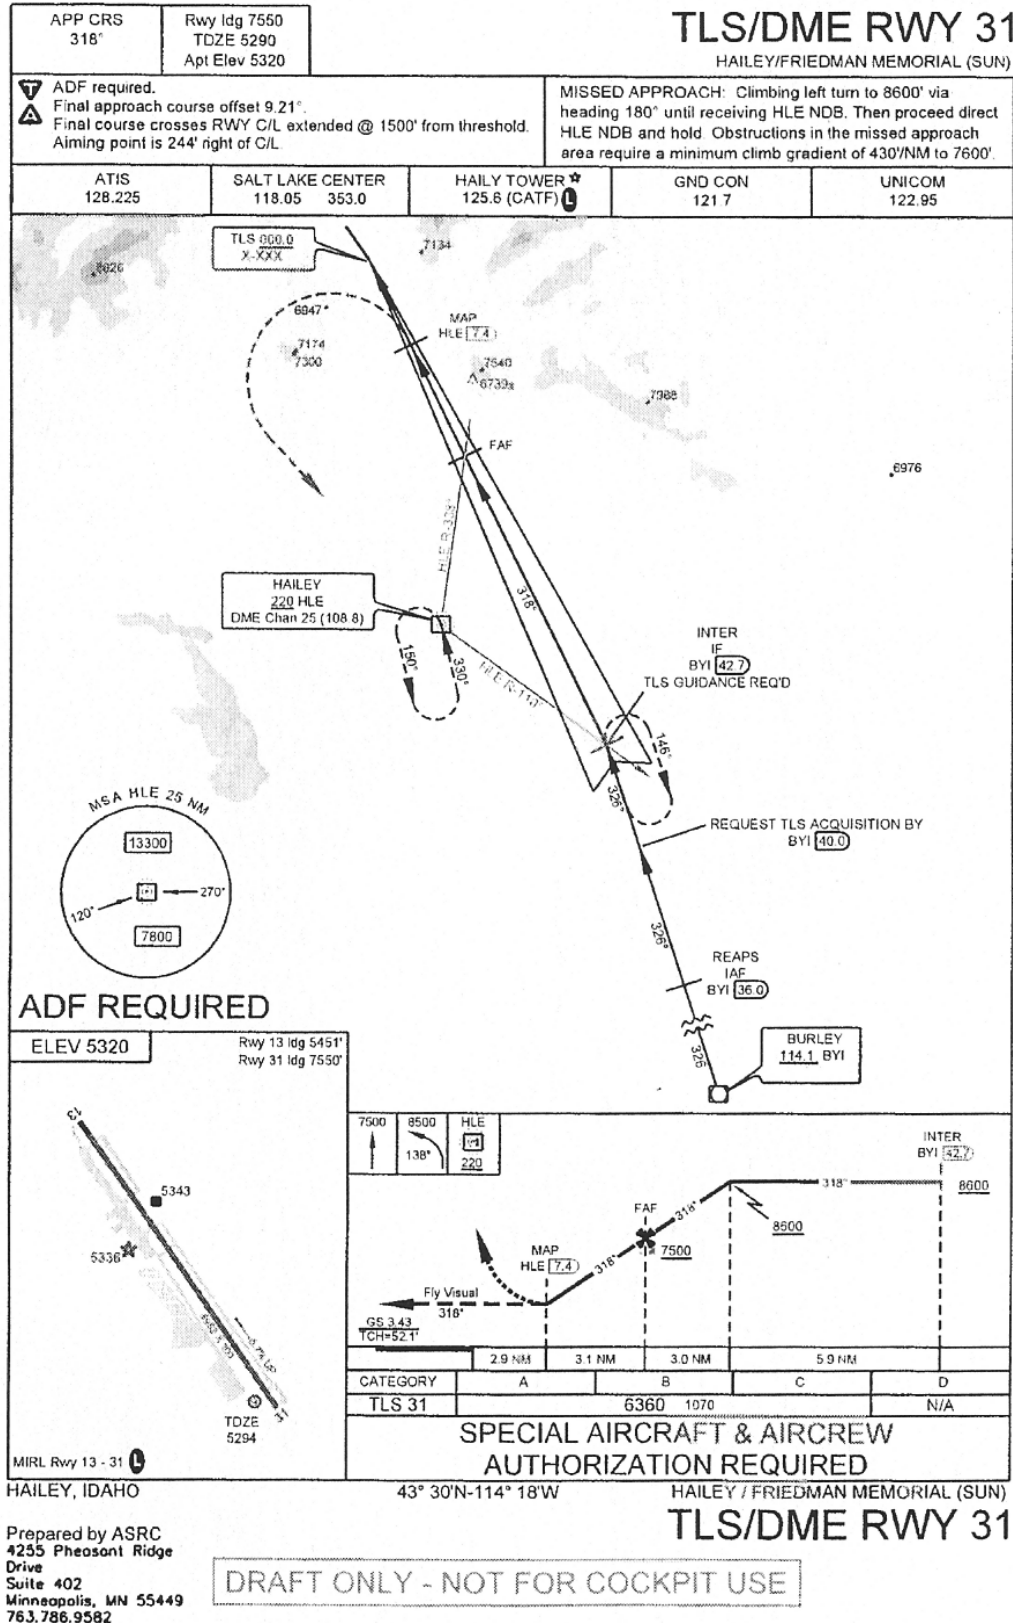 APP CRS
318°
Rwy ldg 7550
TDZE 5290
Apt Elev 5320
TLS/DME RWY 31
HAILEY/FRIEDMAN MEMORIAL (SUN)
T
A
ADF required.
Final approach course offset 9.21°.
Final course crosses RWY C/L extended @ 1500' from threshold.
Aiming point is 244' right of C/L.
MISSED APPROACH: Climbing left turn to 8600' via
heading 180° until receiving HLE NDB. Then proceed direct
HLE NDB and hold. Obstructions in the missed approach
area require a minimum climb gradient of 430'/NM to 7600'.
ATIS
128.225
SALT LAKE CENTER
118.05 353.0
HAILY TOWER
125.6 (CATF) L
GND CON
121.7
UNICOM
122.95
TLS 000.0
X-XXX
7134
6947
MAP
HLE 7.4
7174
7300
7540
6739±
7388
FAF
6976
HLE R-338°
HAILEY
220 HLE
DME Chan 25 (108.8)
318°
INTER
IF
BYI 42.7
TLS GUIDANCE REQ'D
150°
330°
HLE R-110°
146°
326°
REQUEST TLS ACQUISITION BY
BYI 40.0
MSA HLE 25 NM
13300
120°
270°
7800
326°
REAPS
IAF
BYI 36.0
ADF REQUIRED
326
BURLEY
114.1 BYI
ELEV 5320
Rwy 13 ldg 5451'
Rwy 31 ldg 7550'
5343
5336
TDZE
5294
MIRL Rwy 13 - 31 L
7500
8500
138°
HLE
220
INTER
BYI 42.7
318°
8600
8600
FAF
318°
7500
318°
MAP
HLE 7.4
Fly Visual
318°
GS 3.43
TCH=52.1'
2.9 NM
3.1 NM
3.0 NM
5.9 NM
CATEGORY A B C D
TLS 31 6360 1070 N/A
SPECIAL AIRCRAFT & AIRCREW
AUTHORIZATION REQUIRED
HAILEY, IDAHO
43° 30'N-114° 18'W
HAILEY / FRIEDMAN MEMORIAL (SUN)
TLS/DME RWY 31
Prepared by ASRC
4255 Pheasant Ridge
Drive
Suite 402
Minneapolis, MN 55449
763.786.9582
DRAFT ONLY - NOT FOR COCKPIT USE